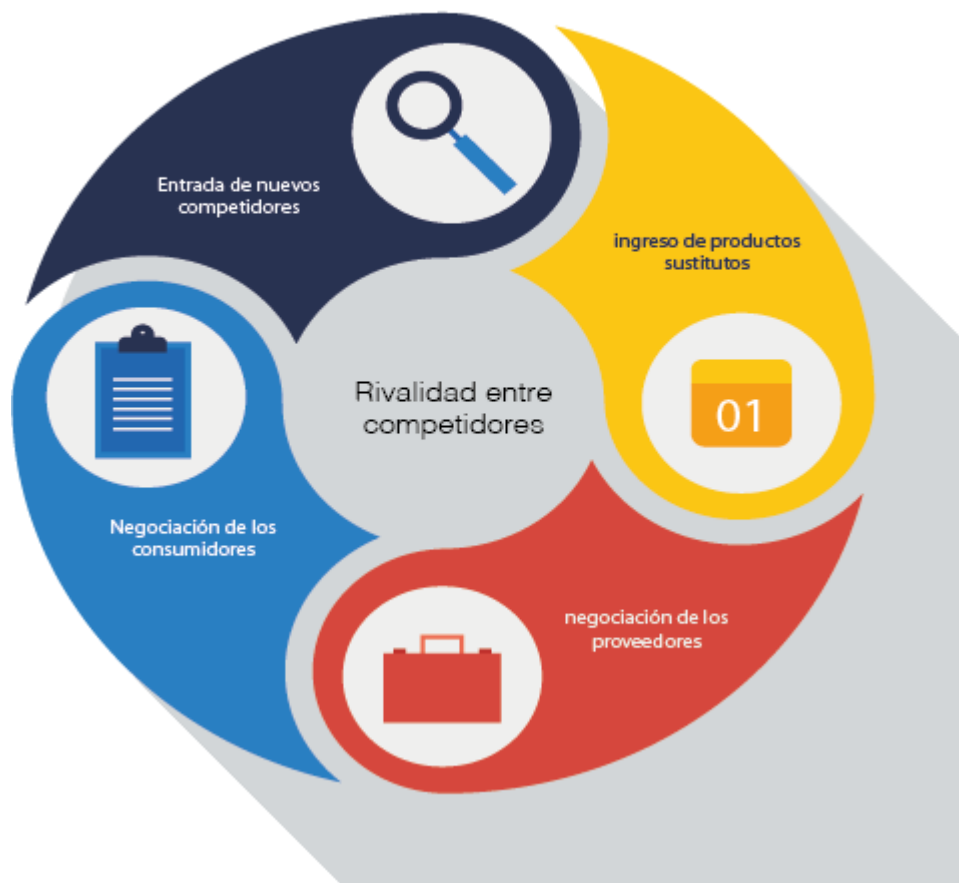 Entrada de nuevos
competidores
ingreso de productos
sustitutos
01
Rivalidad entre
competidores
Negociación de los
consumidores
negociación de los
proveedores